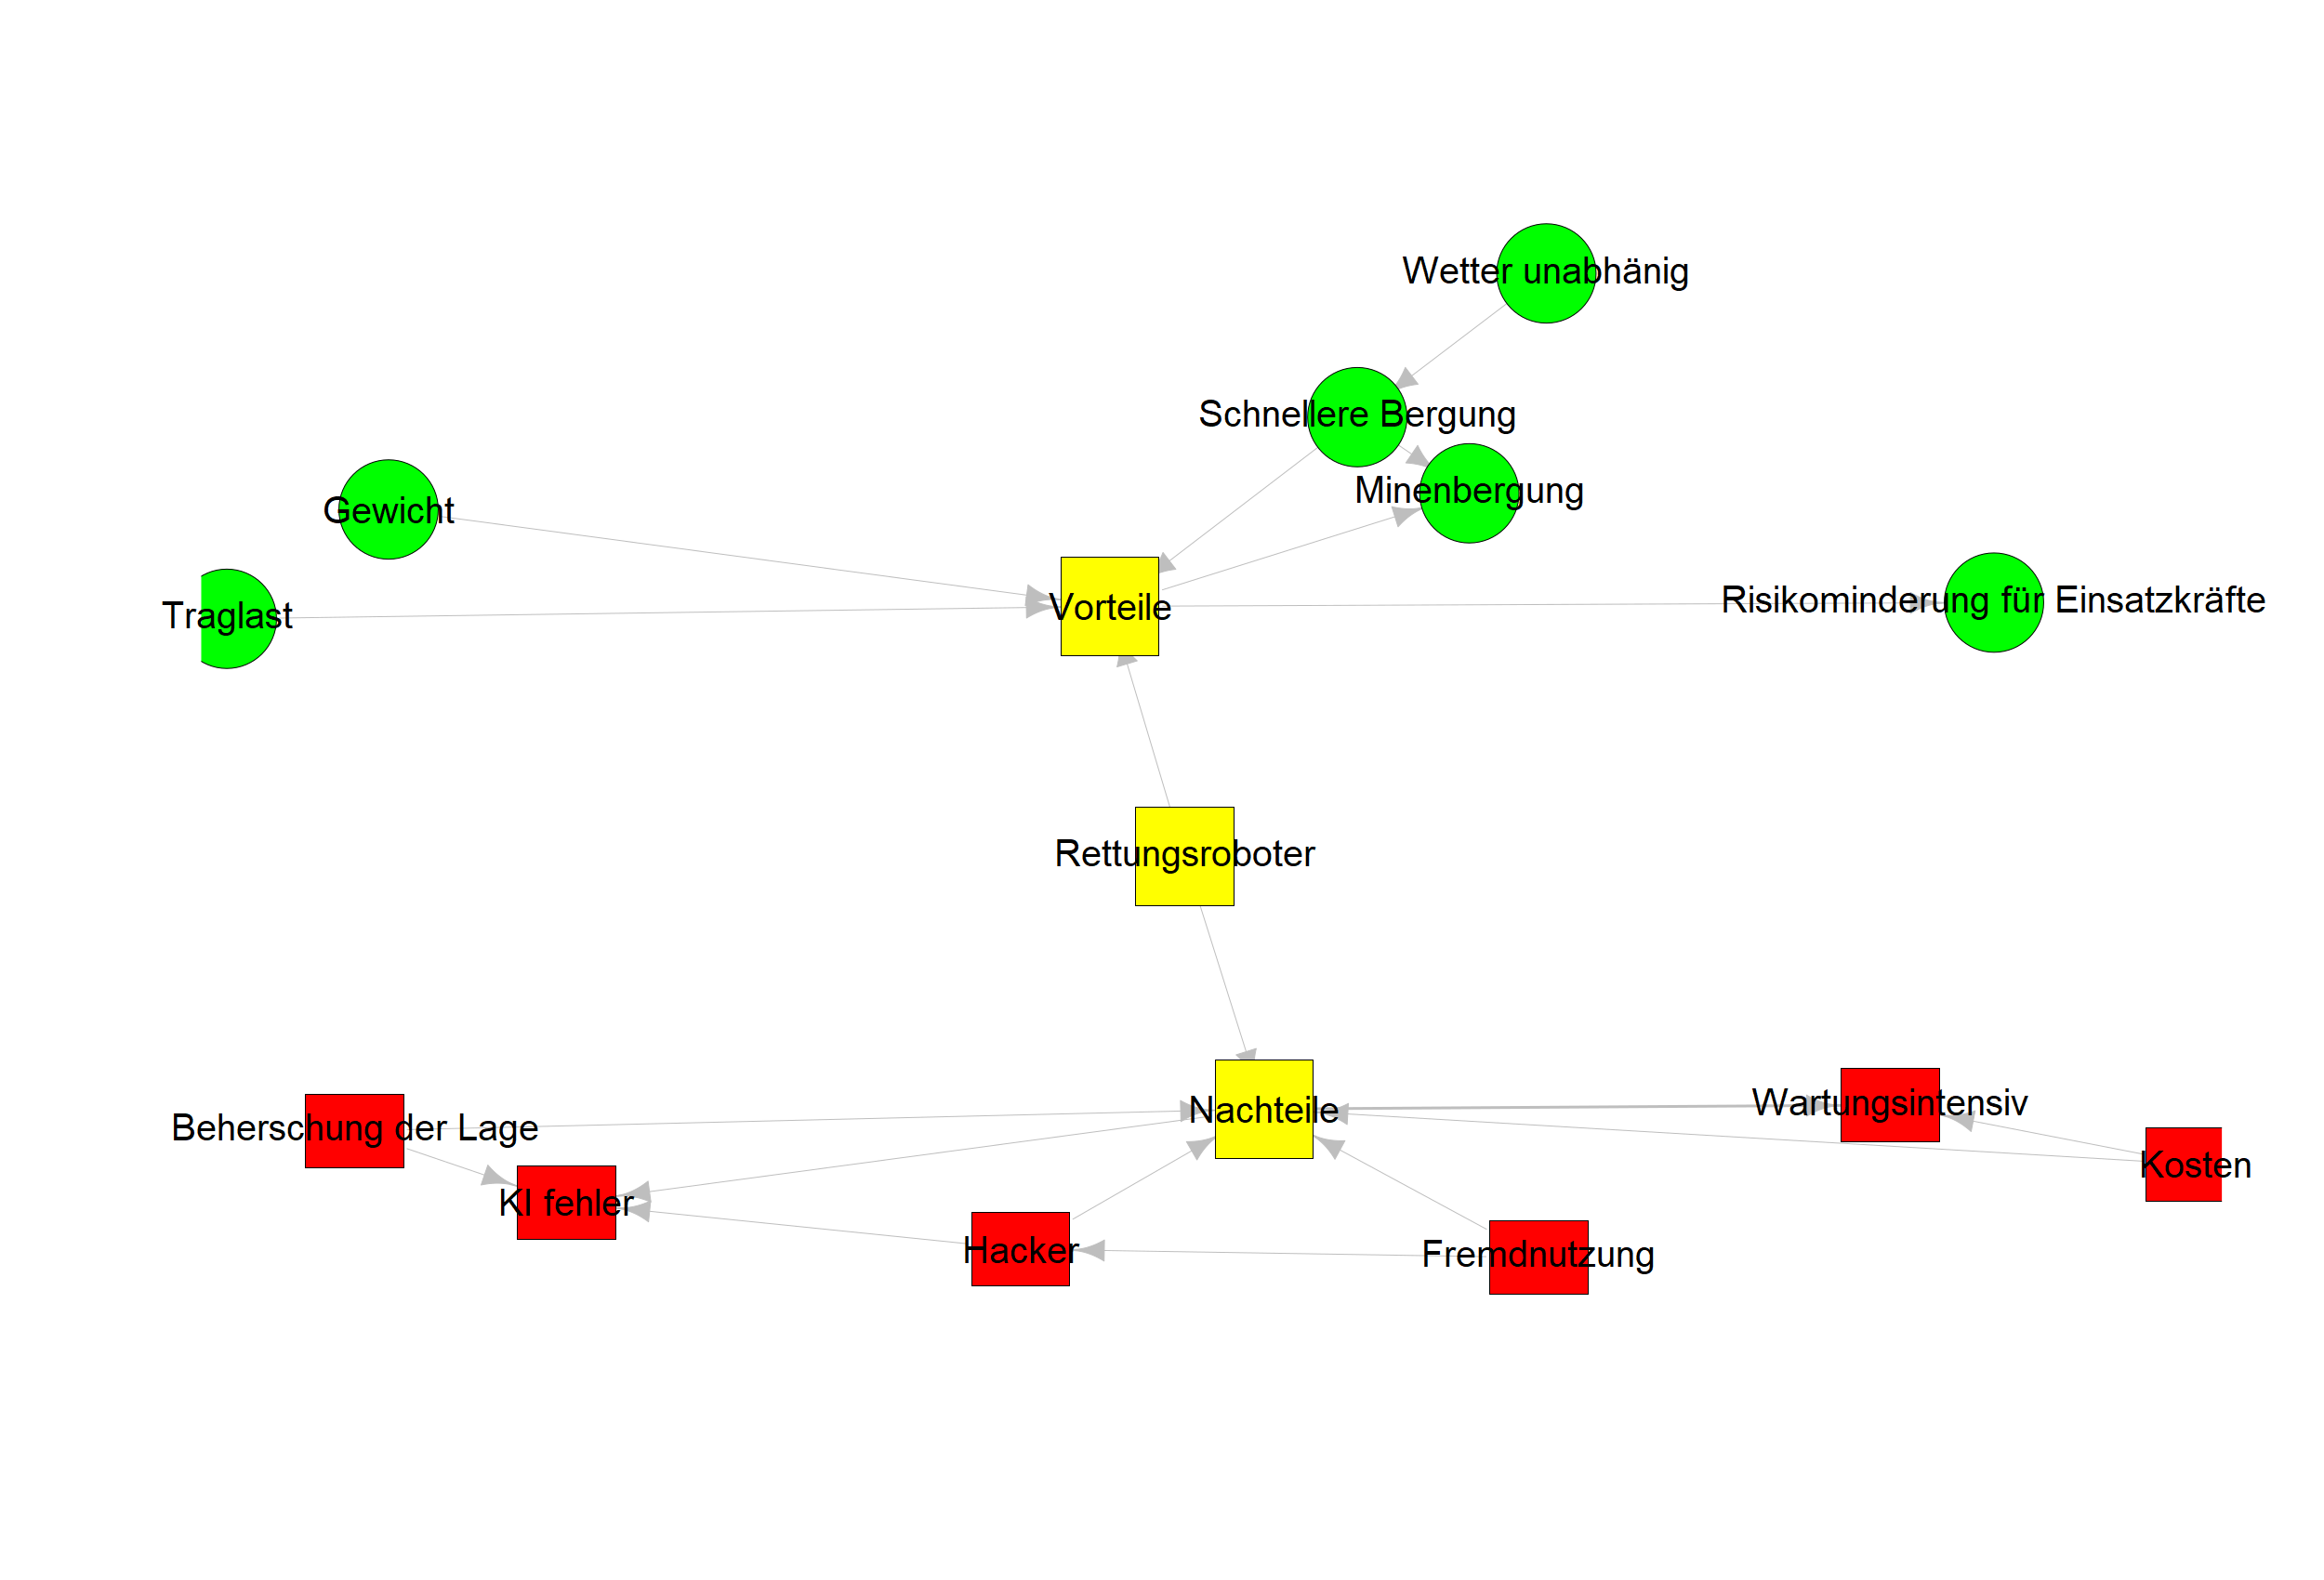 Wetter unabhänig
Schnellere Bergung
Minenbergung
Gewicht
Traglast
Vorteile
Risikominderung für Einsatzkräfte
Rettungsroboter
Nachteile
Wartungsintensiv
Beherschung der Lage
Kosten
KI fehler
Hacker
Fremdnutzung